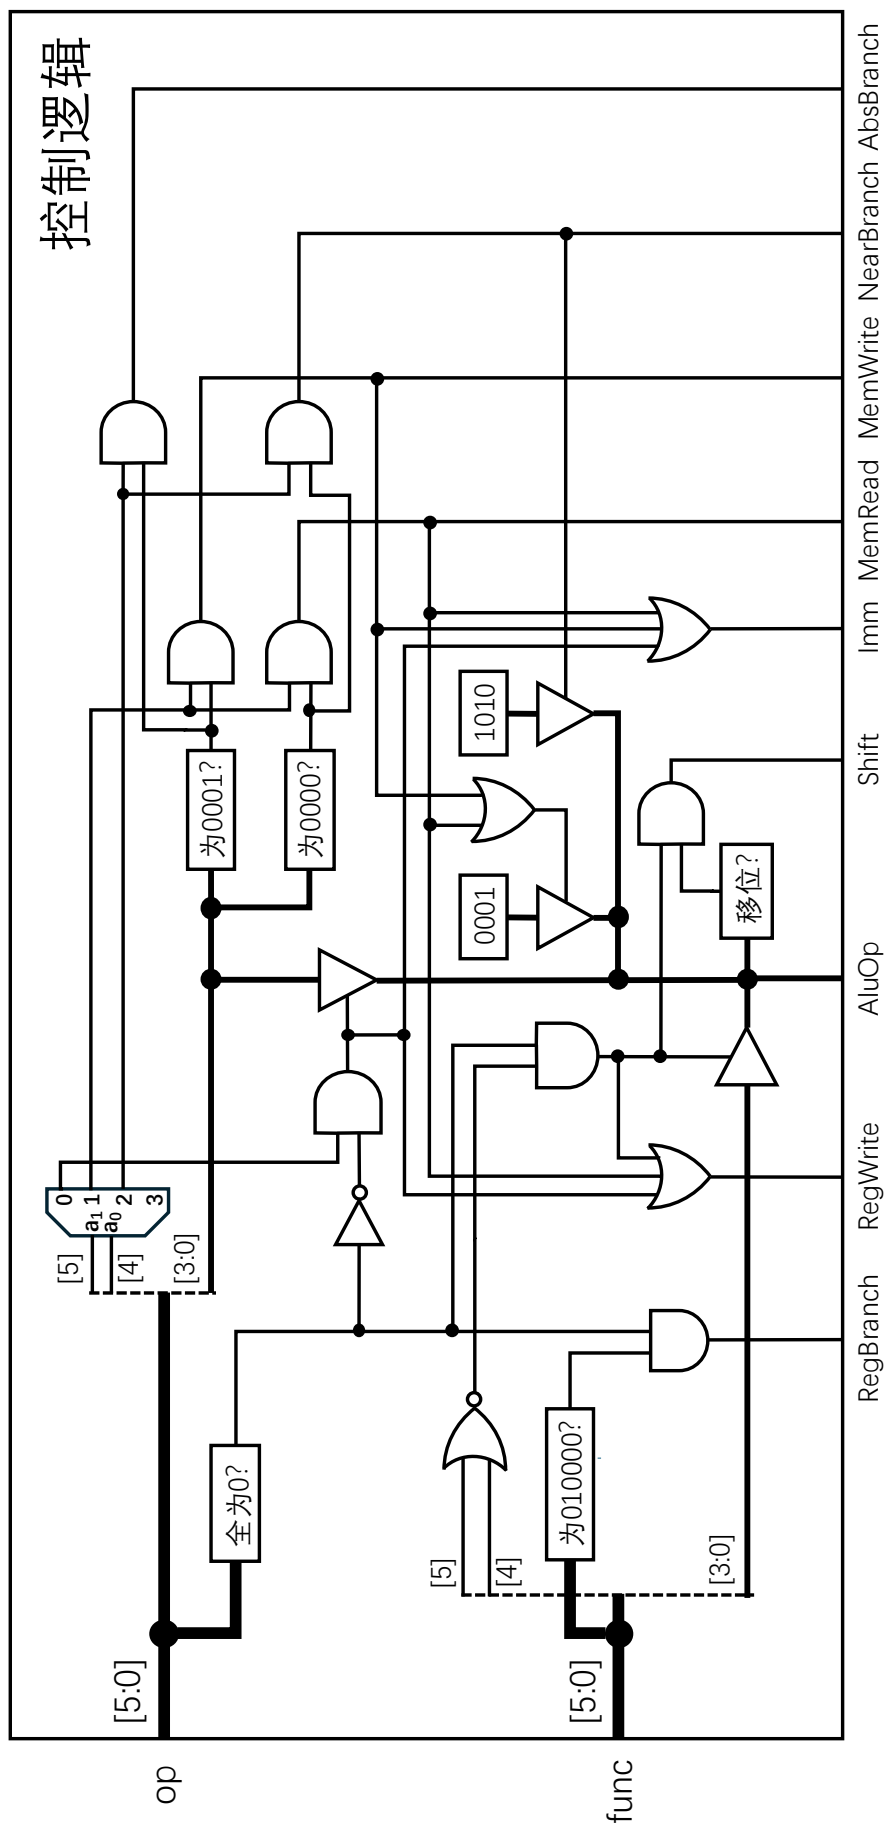 控制逻辑
op
[5:0]
全为0?
[5]
[4]
[3:0]
a1
a0
0
1
2
3
为0001?
为0000?
func
[5:0]
[5]
[4]
[3:0]
为010000?
0001
1010
移位?
RegBranch
RegWrite
AluOp
Shift
Imm
MemRead
MemWrite
NearBranch
AbsBranch